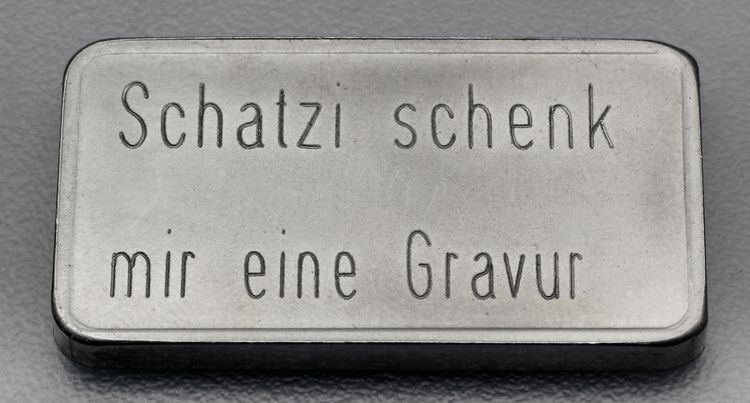 Schatzi schenk
mir eine Gravur